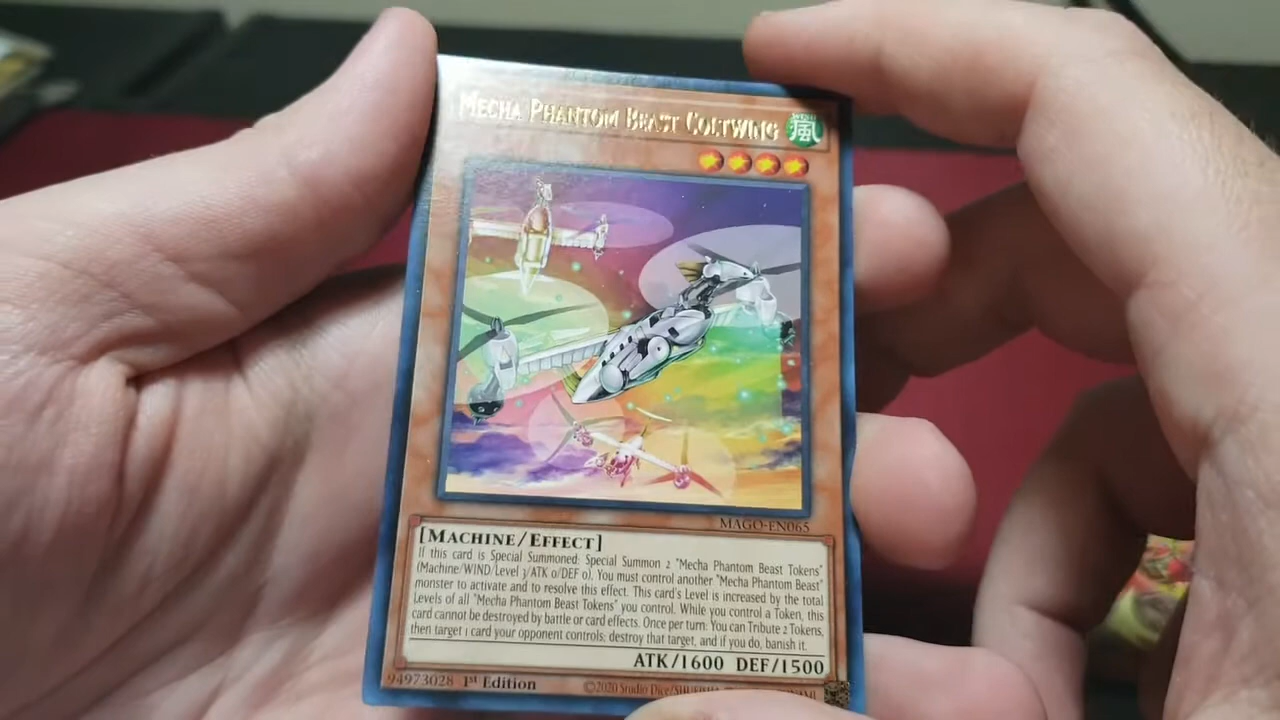 MECHA PHANTOM BEAST COLTWING
WIND
風
MAGO-EN065
[MACHINE/EFFECT]
If this card is Special Summoned: Special Summon 2 "Mecha Phantom Beast Tokens"
(Machine/WIND/Level 3/ATK 0/DEF 0). You must control another "Mecha Phantom Beast"
monster to activate and to resolve this effect. This card's Level is increased by the total
Levels of all "Mecha Phantom Beast Tokens" you control. While you control a Token, this
card cannot be destroyed by battle or card effects. Once per turn: You can Tribute 2 Tokens,
then target 1 card your opponent controls; destroy that target, and if you do, banish it.
ATK/1600 DEF/1500
94973028 1st Edition ©2020 Studio Dice/SHUEISHA